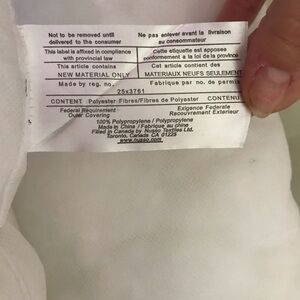 Not to be removed until Ne pas enlever avant la livraison
delivered to the consumer au consommateur
This label is affixed in compliance Cette étiquette est apposée
with provincial law conformement a la loi de la province
This article contains Cet article contient des
NEW MATERIAL ONLY MATERIAUX NEUFS SEULEMENT
Made by reg. no. Fabrique par no. de permis
25x3761
CONTENT Polyester Fibres/Fibres de Polyester CONTENU
Federal Requirement Exigence Federale
Outer Covering Recouvrement Exterieur
100% Polypropylene / Polypropylene
Made in China / Fabrique au chine
Filled in Canada by Nusso Textiles Ltd.
Toronto, Canada CA 01225
www.nusso.com